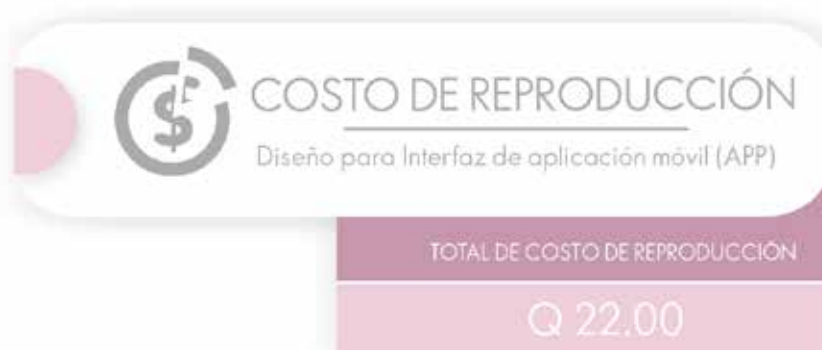 COSTO DE REPRODUCCIÓN
Diseño para Interfaz de aplicación móvil (APP)
TOTAL DE COSTO DE REPRODUCCIÓN
Q 22.00